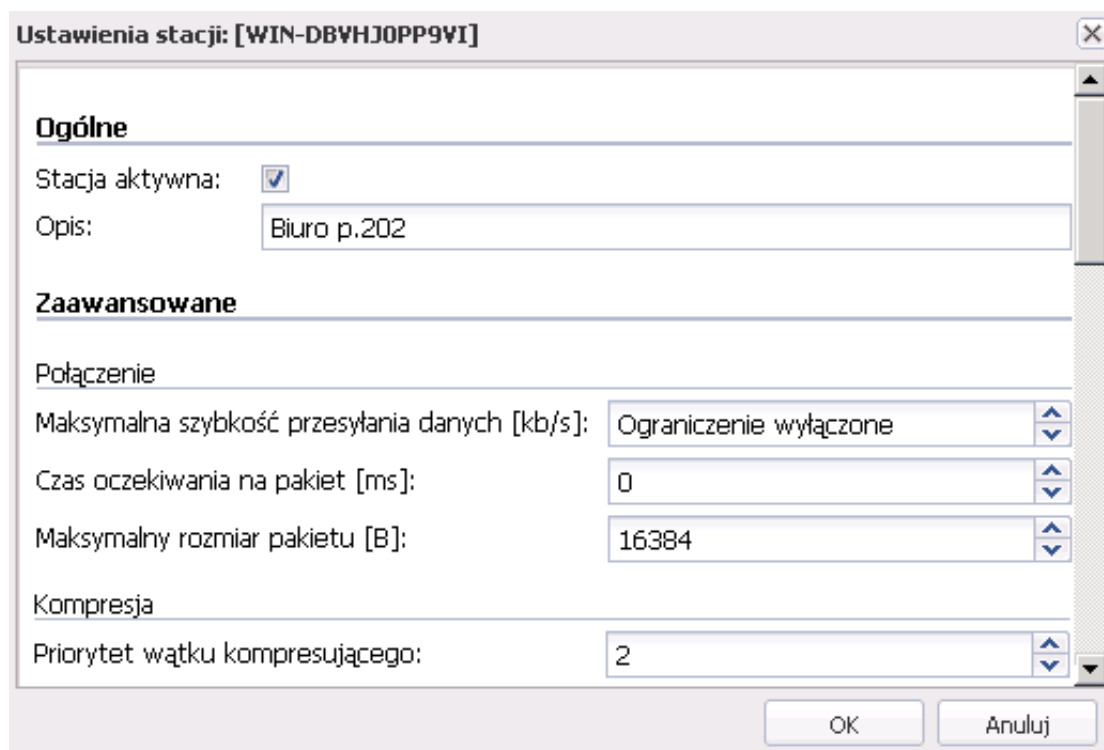 Ustawienia stacji: [WIN-DBVHJ0PP9VI]
Ogólne
Stacja aktywna:
Opis: Biuro p.202
Zaawansowane
Połączenie
Maksymalna szybkość przesyłania danych [kb/s]: Ograniczenie wyłączone
Czas oczekiwania na pakiet [ms]: 0
Maksymalny rozmiar pakietu [B]: 16384
Kompresja
Priorytet wątku kompresującego: 2
OK Anuluj